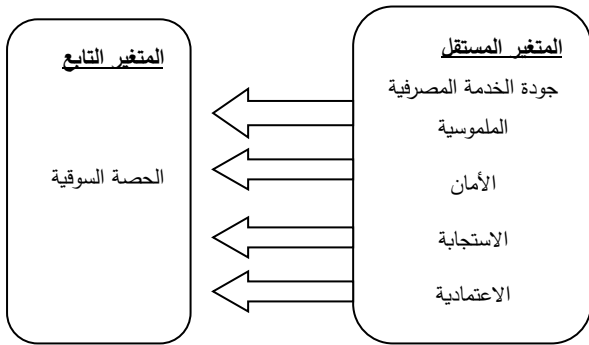 المتغير المستقل
جودة الخدمة المصرفية
الملموسية
الأمان
الاستجابة
الاعتمادية
المتغير التابع
الحصة السوقية